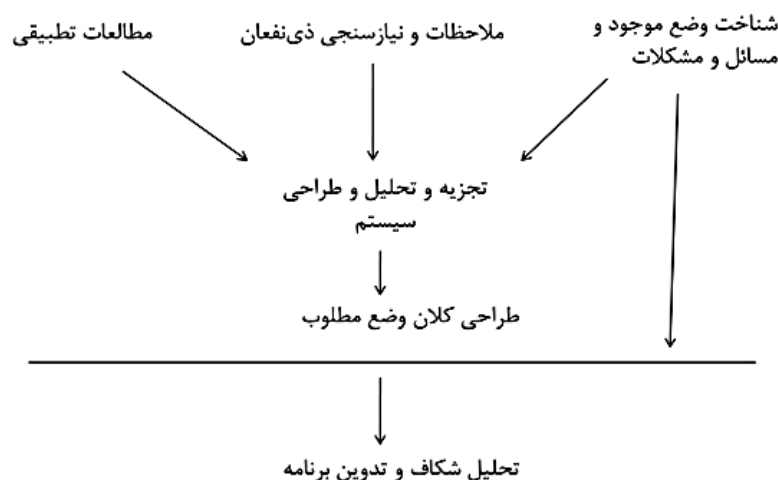 شناخت وضع موجود و
مسائل و مشکلات
ملاحظات و نیازسنجی ذی‌نفعان
مطالعات تطبیقی
تجزیه و تحلیل و طراحی
سیستم
طراحی کلان وضع مطلوب
تحلیل شکاف و تدوین برنامه